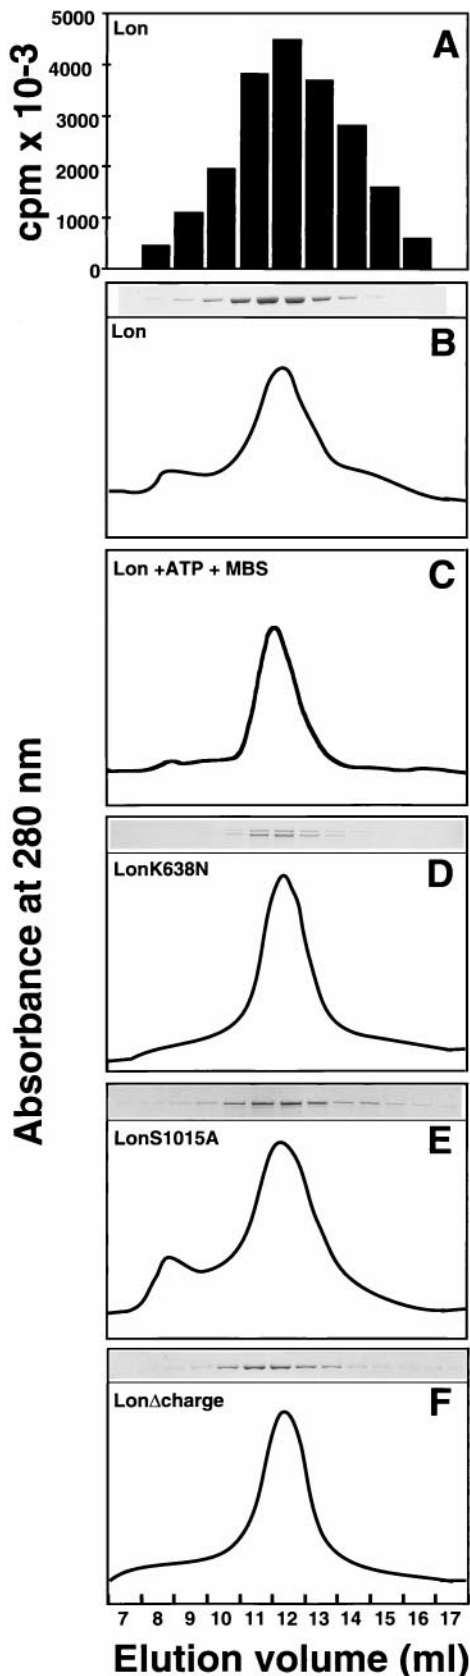 5000
4000
3000
2000
1000
0
cpm x 10-3
Lon
A
Lon
B
Lon +ATP + MBS
C
LonK638N
D
LonS1015A
E
LonΔcharge
F
Absorbance at 280 nm
7 8 9 10 11 12 13 14 15 16 17
Elution volume (ml)